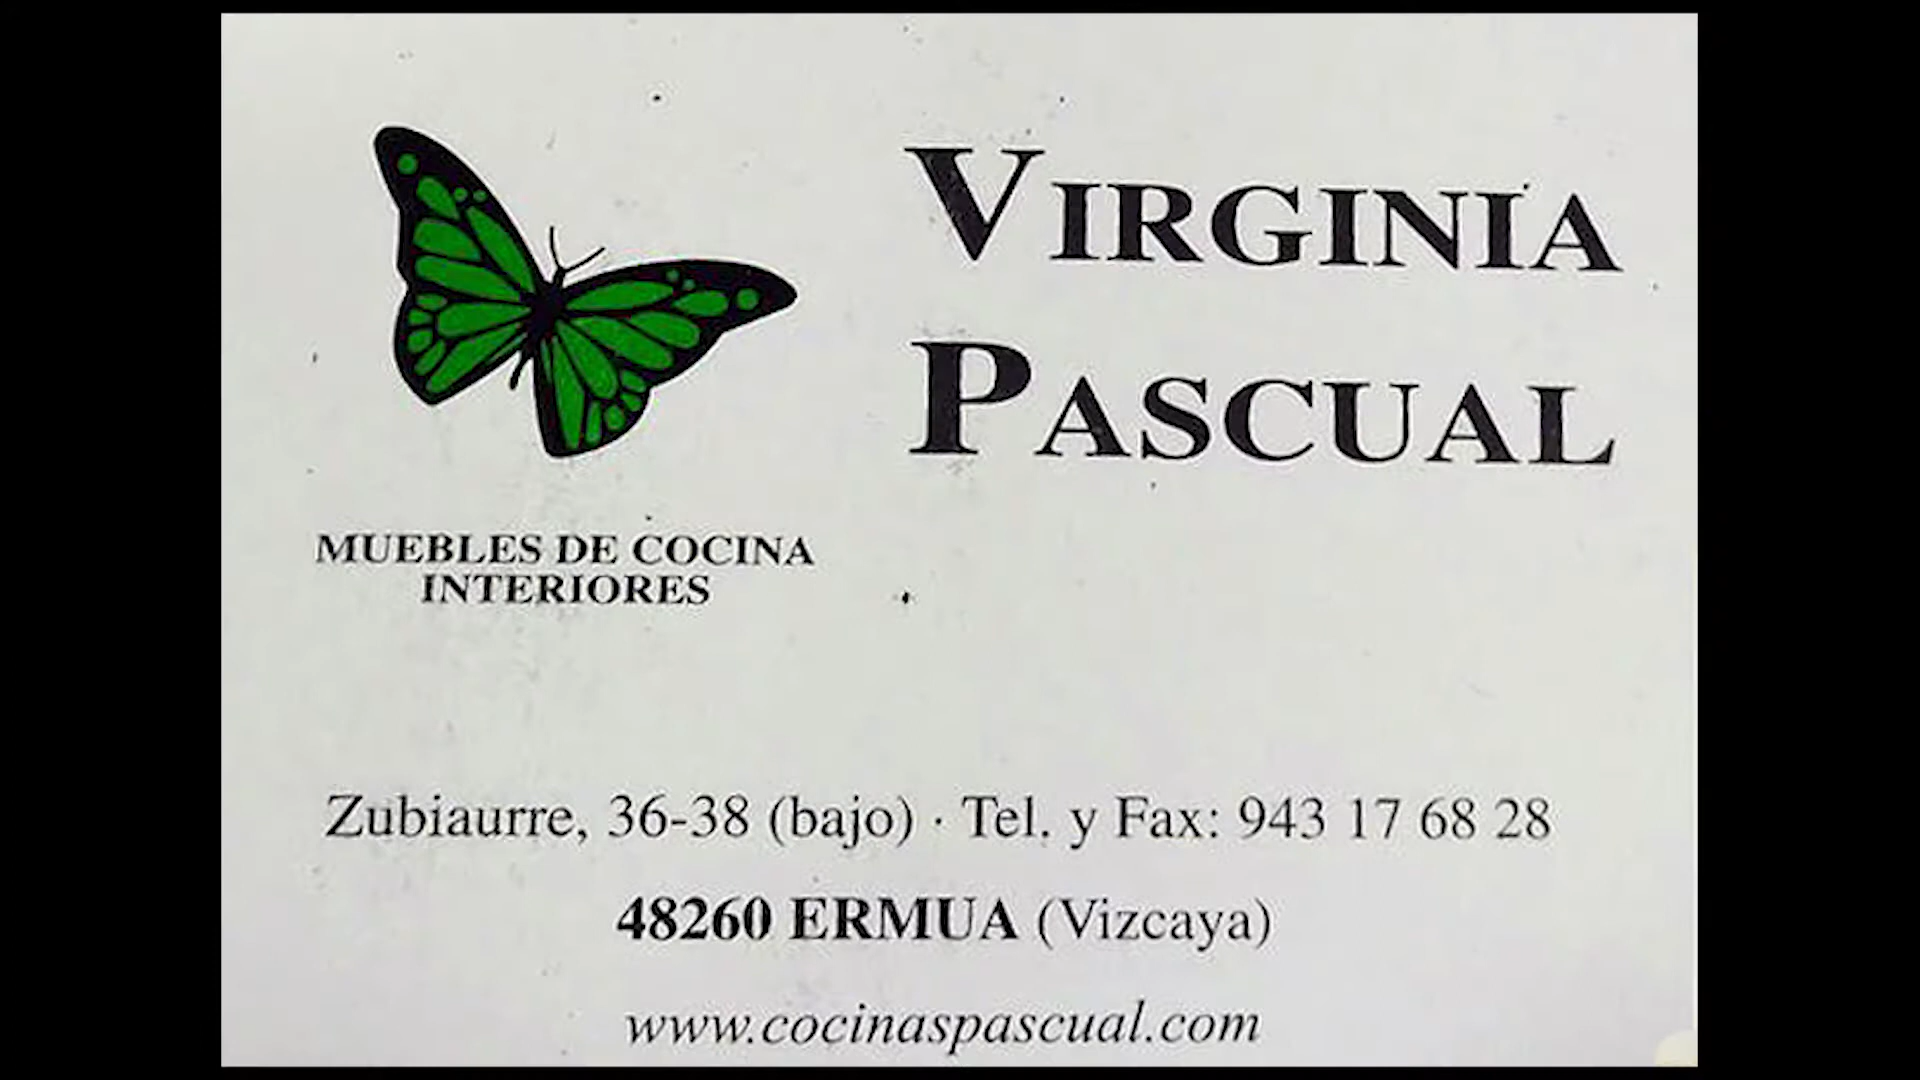 VIRGINIA
PASCUAL
MUEBLES DE COCINA
INTERIORES
Zubiaurre, 36-38 (bajo) · Tel. y Fax: 943 17 68 28
48260 ERMUA (Vizcaya)
www.cocinaspascual.com